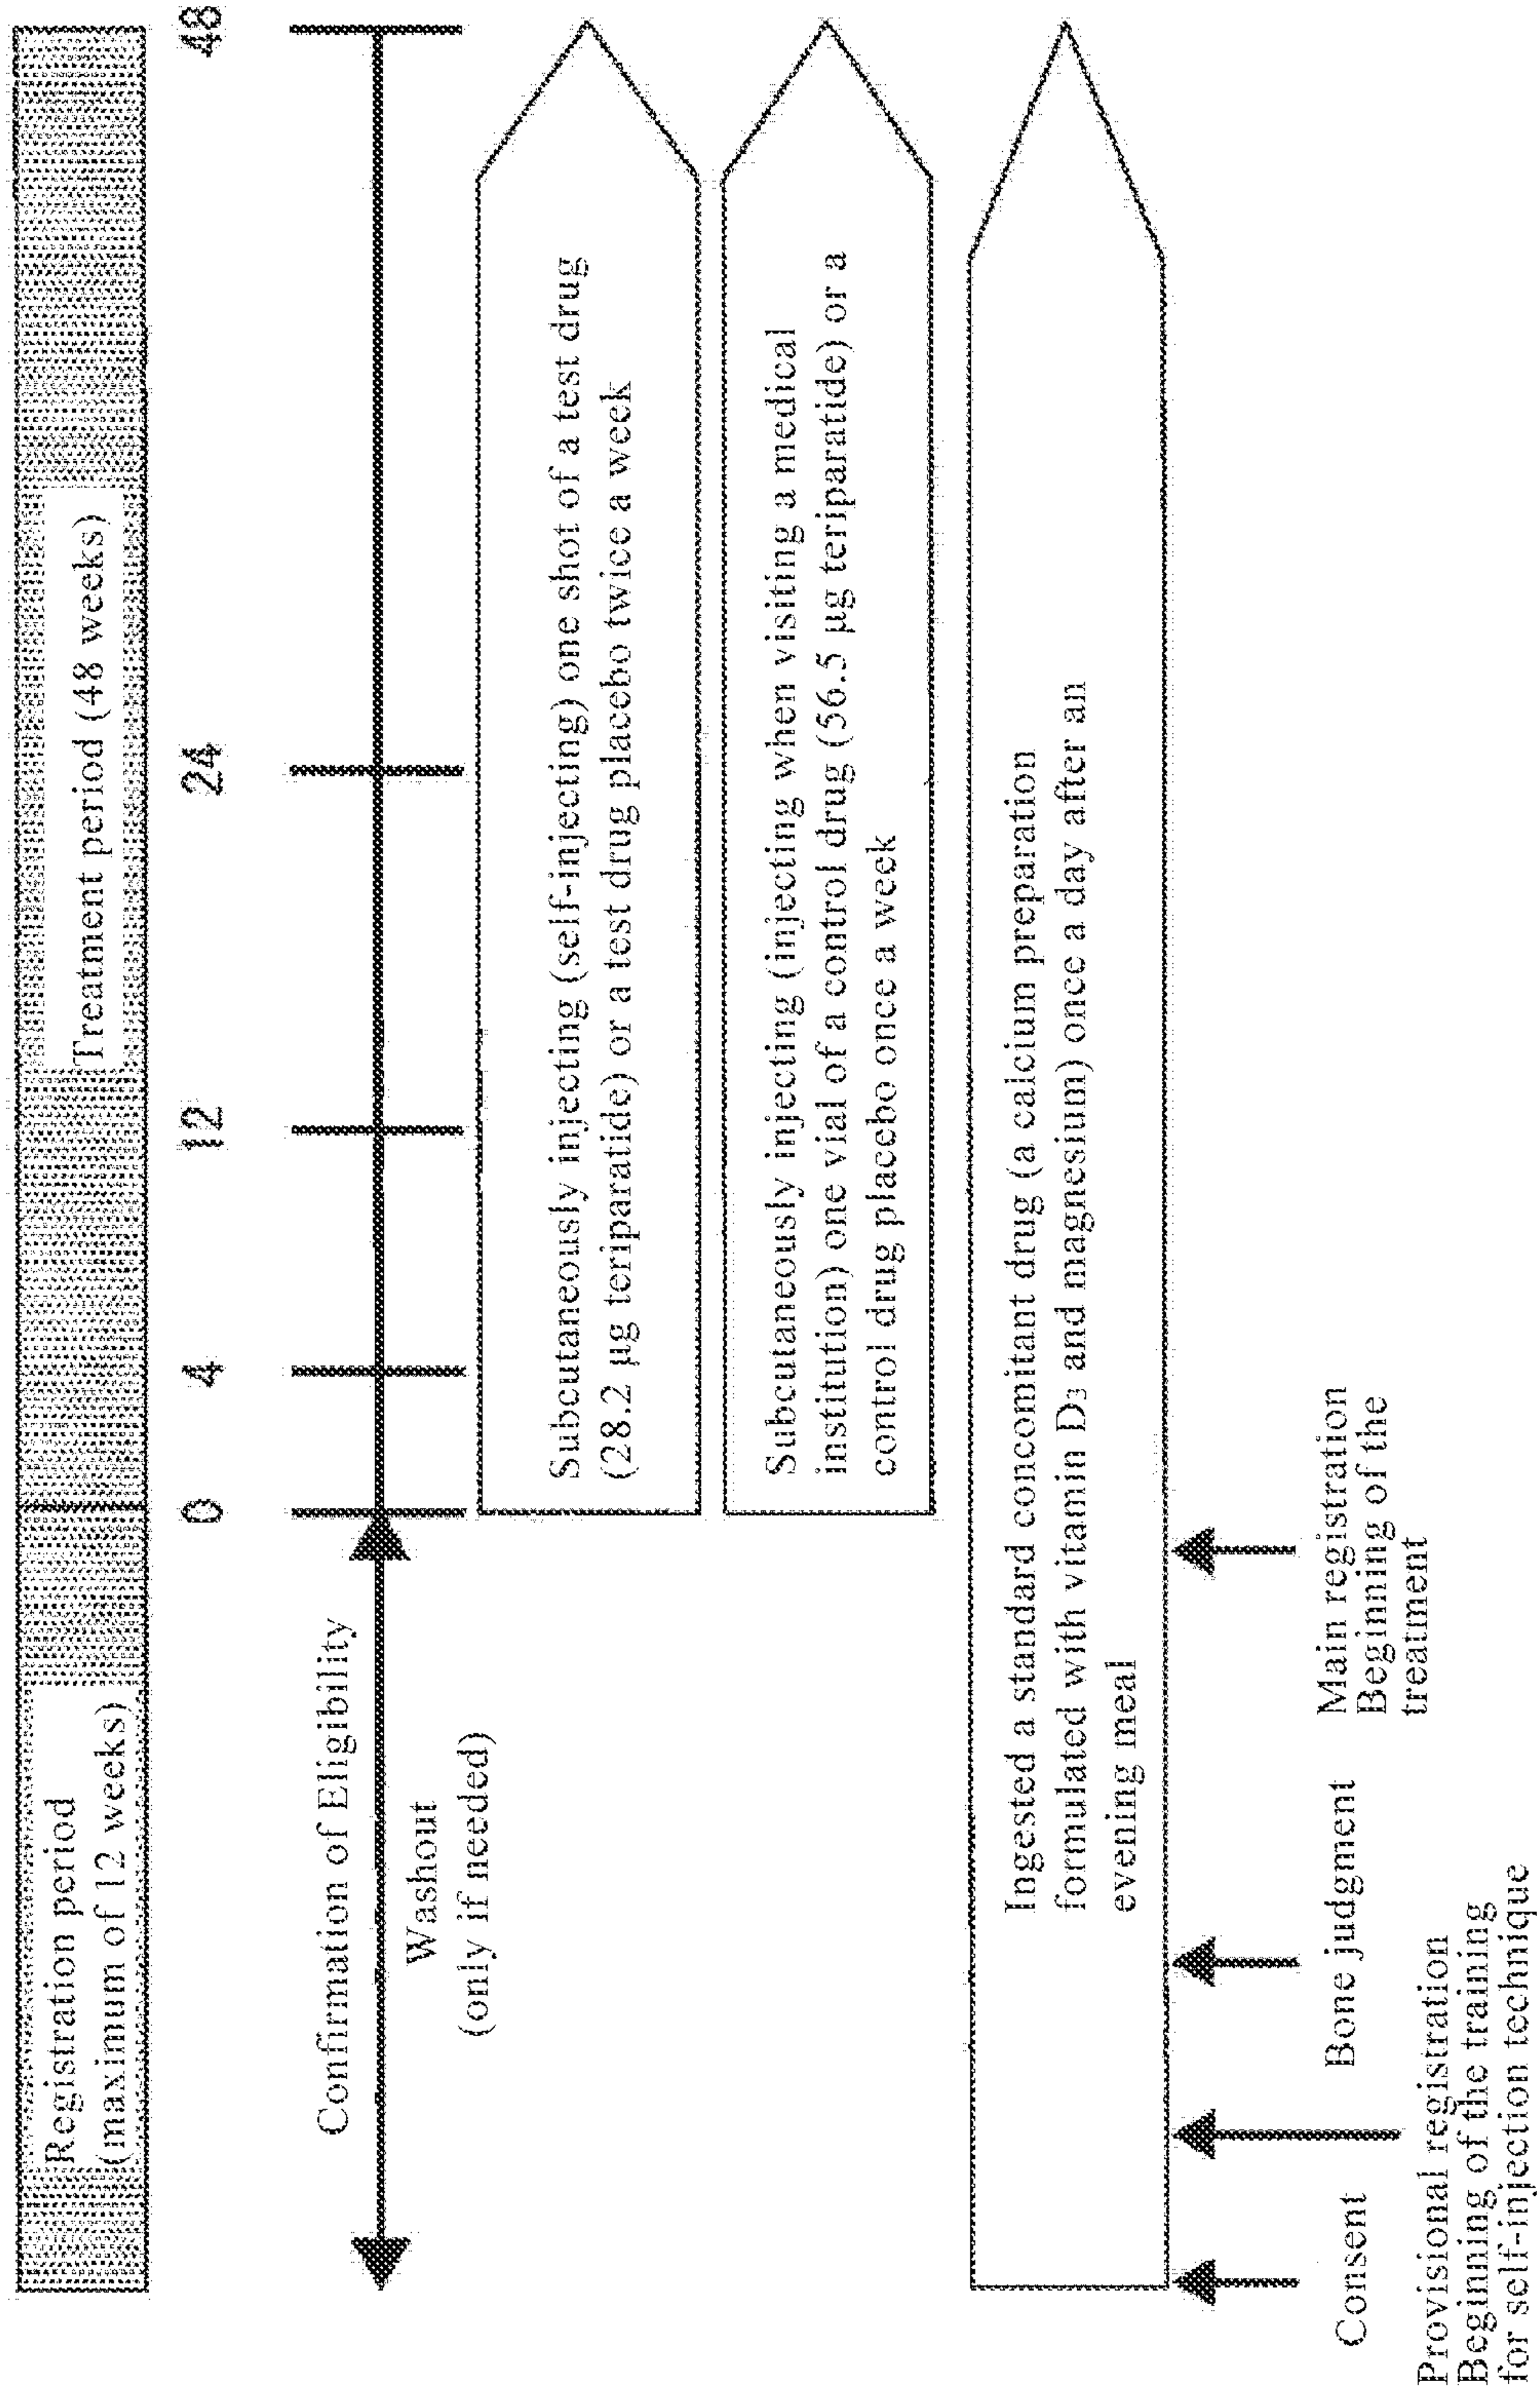 Registration period
(maximum of 12 weeks)
Treatment period (48 weeks)
0
4
12
24
48
Confirmation of Eligibility
Washout
(only if needed)
Subcutaneously injecting (self-injecting) one shot of a test drug
(28.2 µg teriparatide) or a test drug placebo twice a week
Subcutaneously injecting (injecting when visiting a medical
institution) one vial of a control drug (56.5 µg teriparatide) or a
control drug placebo once a week
Ingested a standard concomitant drug (a calcium preparation
formulated with vitamin D₃ and magnesium) once a day after an
evening meal
Consent
Bone judgment
Main registration
Beginning of the
treatment
Provisional registration
Beginning of the training
for self-injection technique